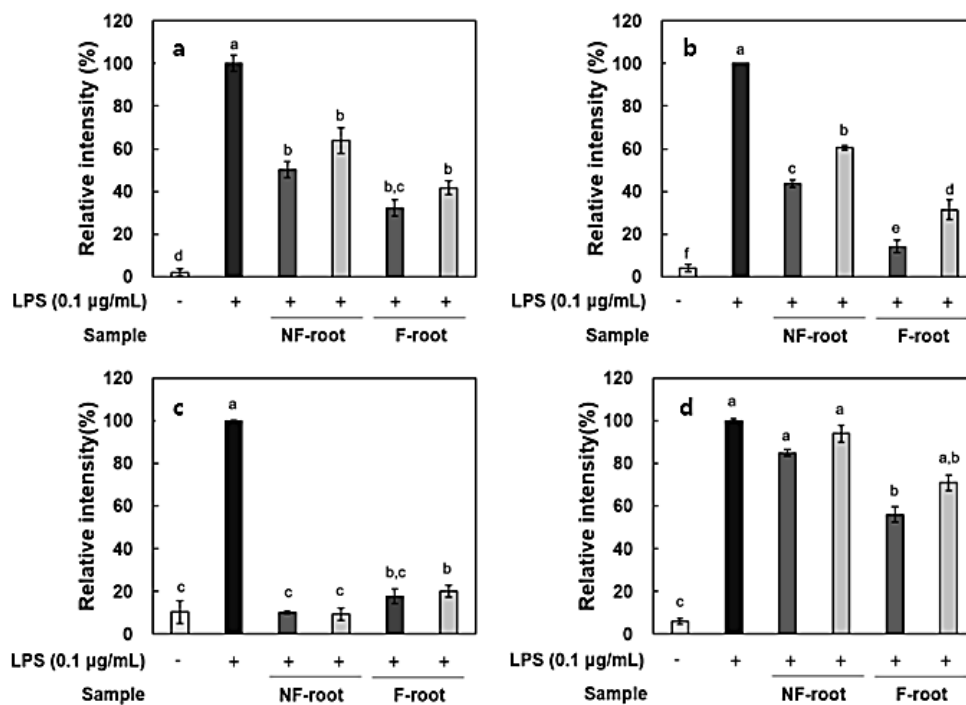 a
Relative intensity (%)
120
100
80
60
40
20
0
d
a
b
b
b,c
b
LPS (0.1 µg/mL) - + + + + +
Sample NF-root F-root
b
Relative intensity (%)
120
100
80
60
40
20
0
f
a
c
b
e
d
LPS (0.1 µg/mL) - + + + + +
Sample NF-root F-root
c
Relative intensity(%)
120
100
80
60
40
20
0
c
a
c
c
b,c
b
LPS (0.1 µg/mL) - + + + + +
Sample NF-root F-root
d
Relative intensity(%)
120
100
80
60
40
20
0
c
a
a
a
b
a,b
LPS (0.1 µg/mL) - + + + + +
Sample NF-root F-root